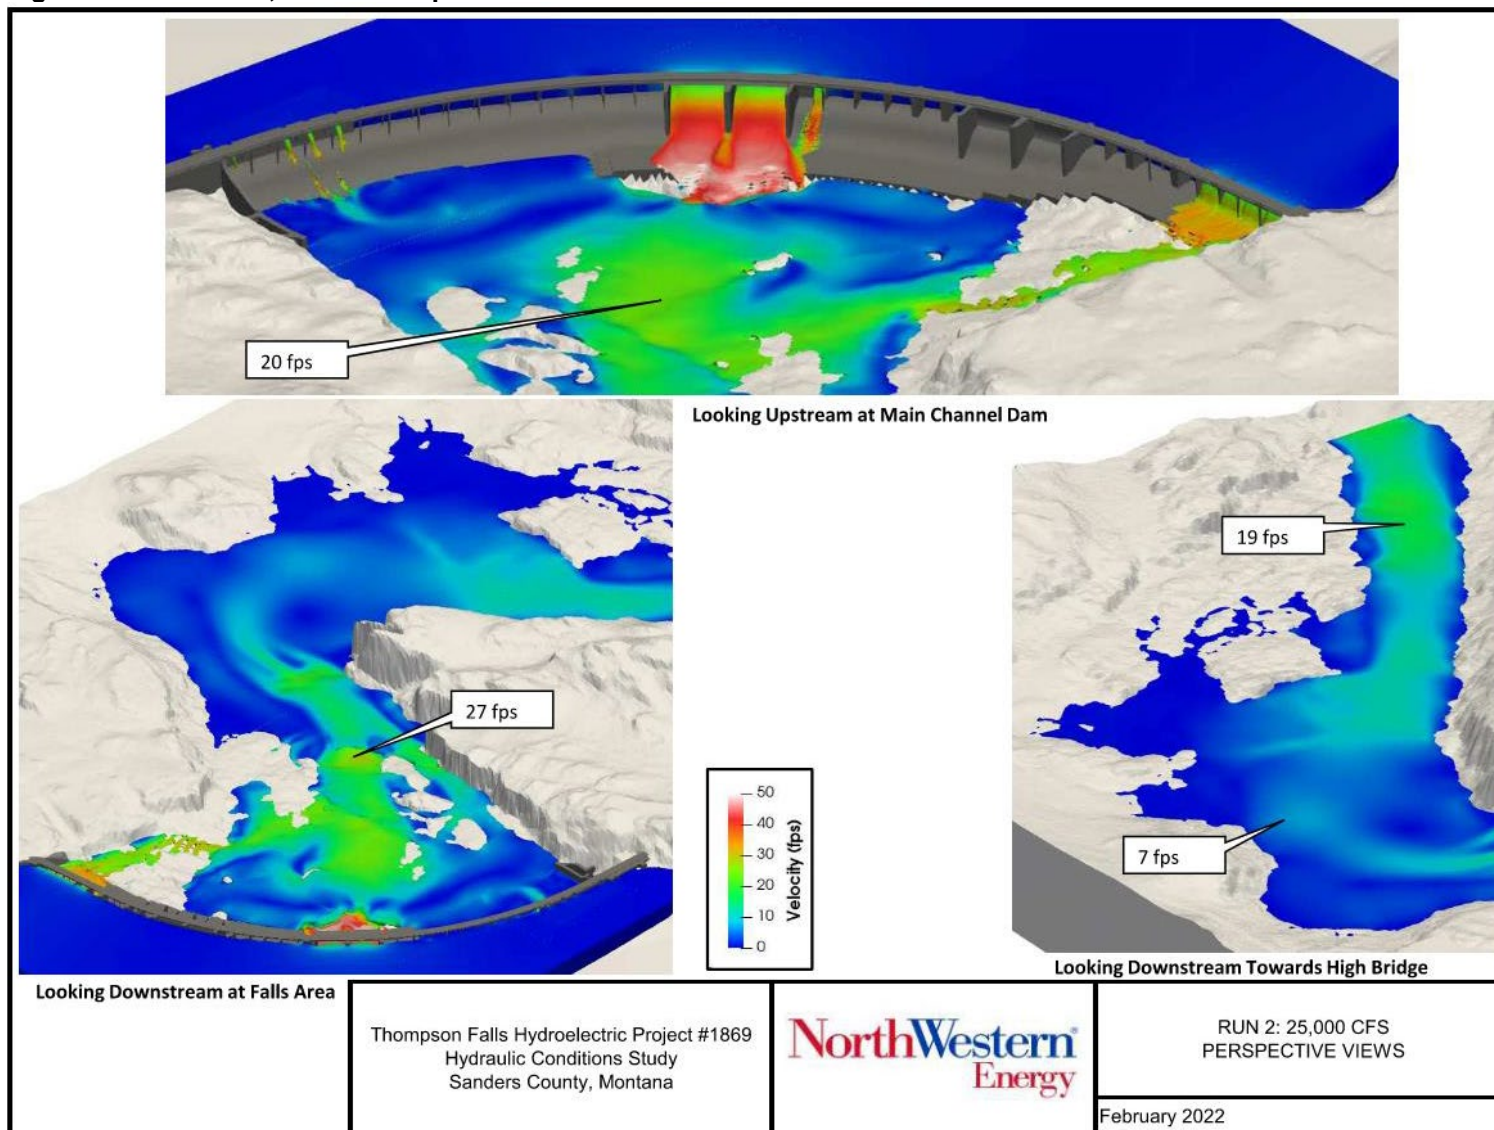 20 fps
Looking Upstream at Main Channel Dam
27 fps
19 fps
7 fps
50
40
30
20
10
0
Velocity (fps)
Looking Downstream at Falls Area
Looking Downstream Towards High Bridge
Thompson Falls Hydroelectric Project #1869
Hydraulic Conditions Study
Sanders County, Montana
NorthWestern®
Energy
RUN 2: 25,000 CFS
PERSPECTIVE VIEWS
February 2022